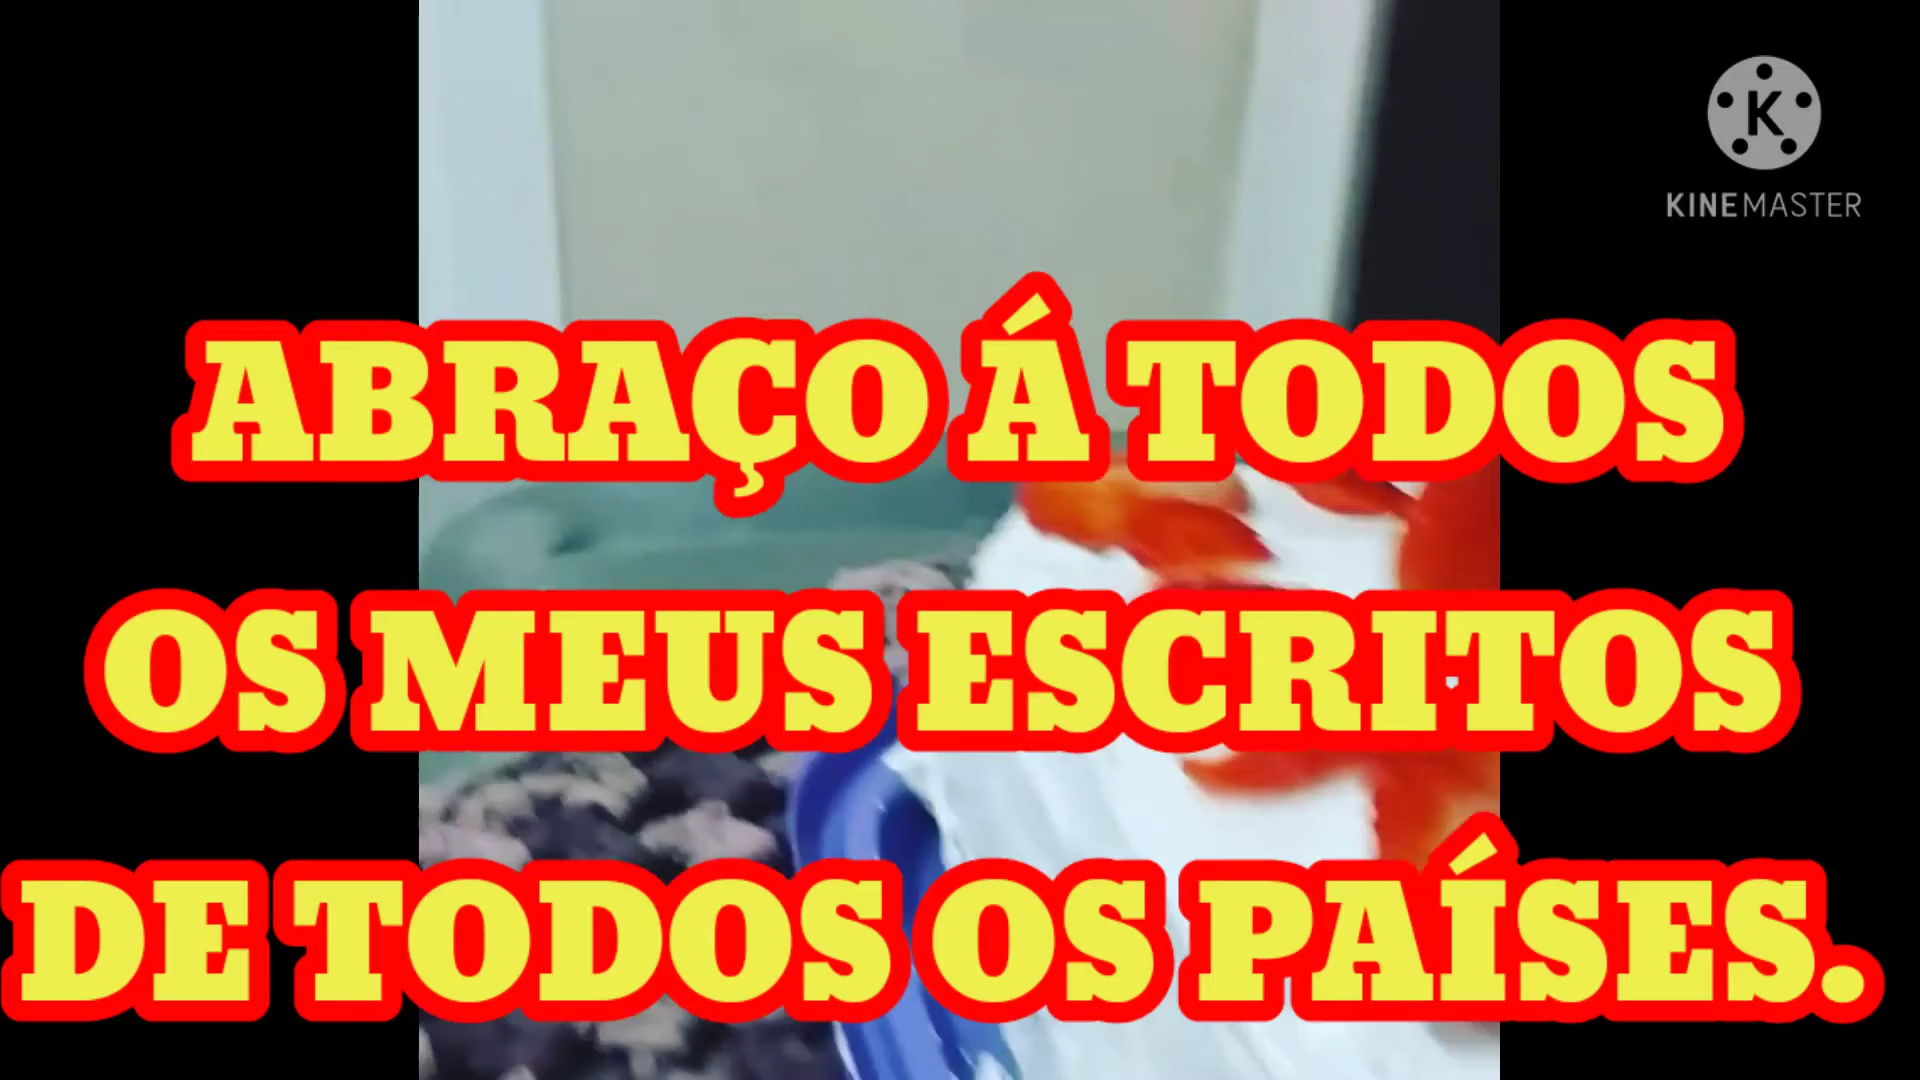 K
KINEMASTER
ABRAÇO Á TODOS
OS MEUS ESCRITOS
DE TODOS OS PAÍSES.